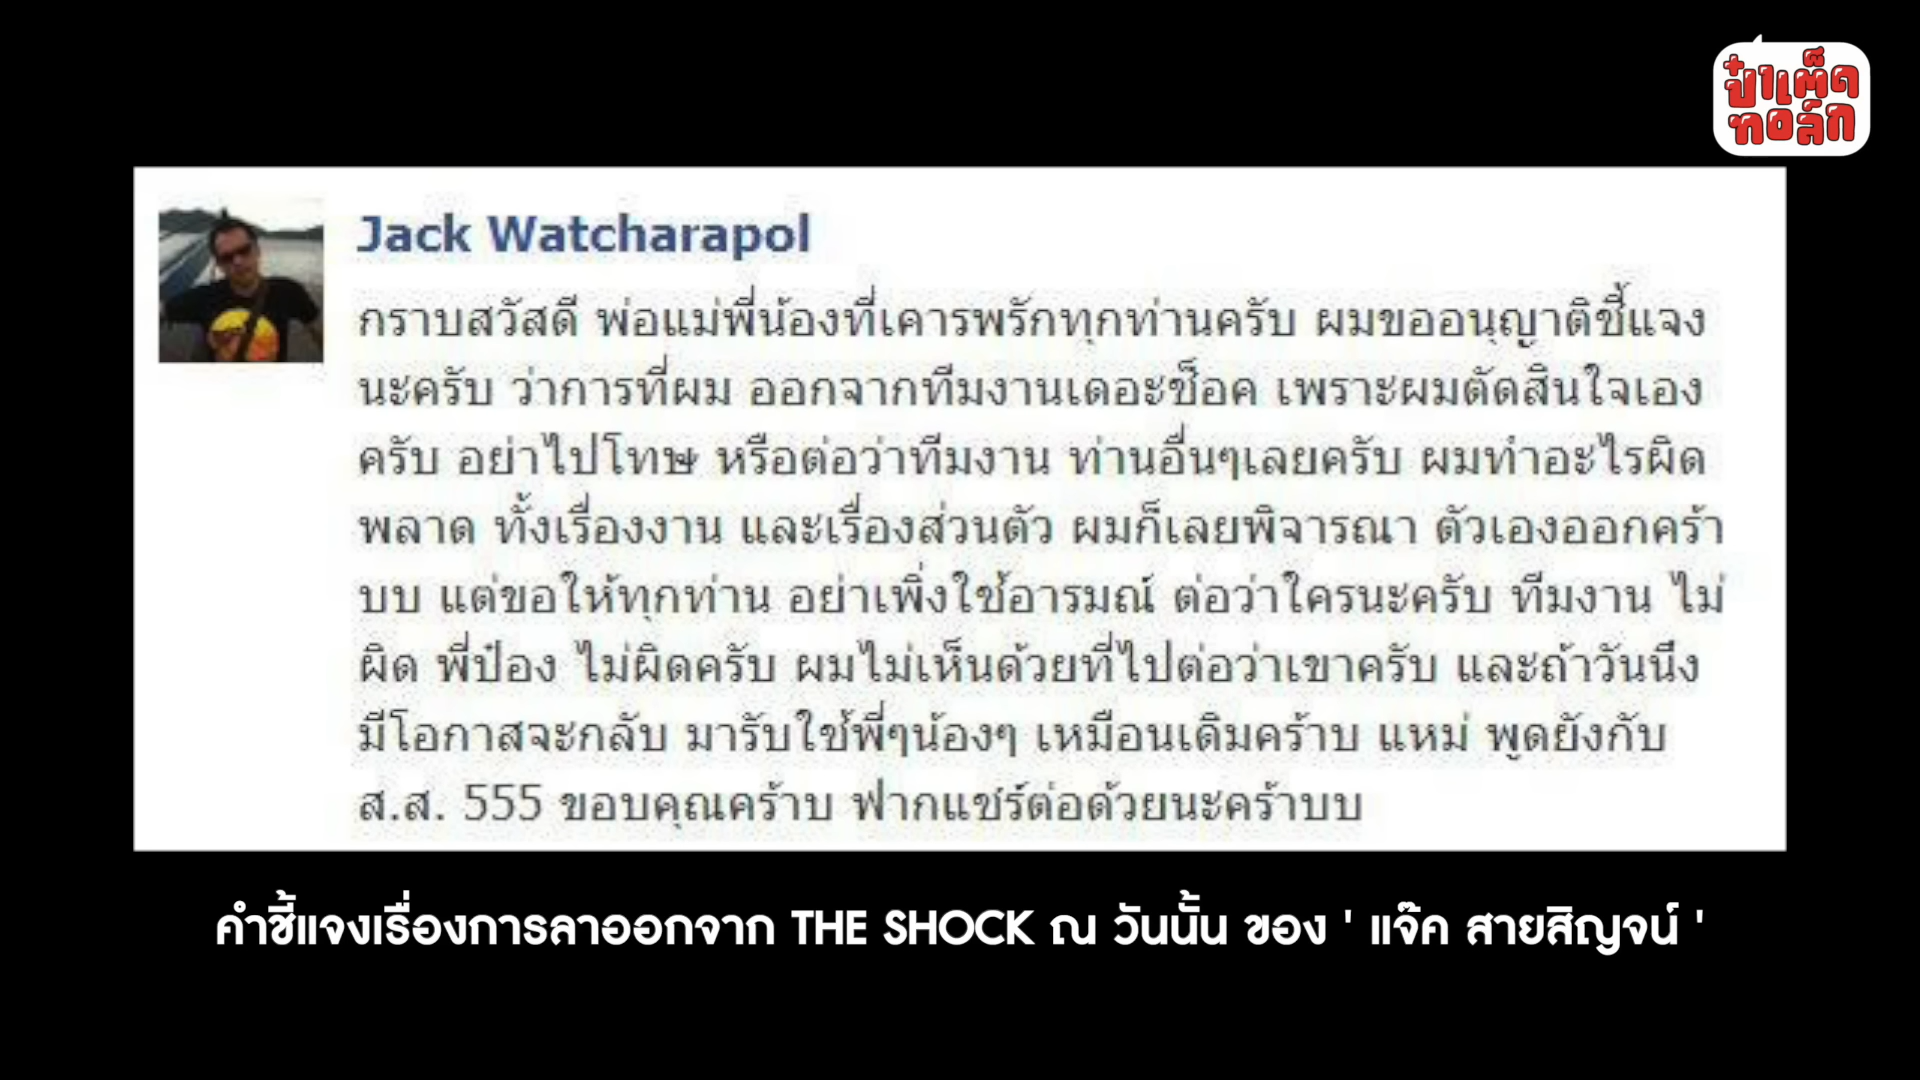 ป๋าเต็ด
ทอล์ก
Jack Watcharapol
กราบสวัสดี พ่อแม่พี่น้องที่เคารพรักทุกท่านครับ ผมขออนุญาติชี้แจง
นะครับ ว่าการที่ผม ออกจากทีมงานเดอะช็อค เพราะผมตัดสินใจเอง
ครับ อย่าไปโทษ หรือต่อว่าทีมงาน ท่านอื่นๆเลยครับ ผมทำอะไรผิด
พลาด ทั้งเรื่องงาน และเรื่องส่วนตัว ผมก็เลยพิจารณา ตัวเองออกคร้า
บบ แต่ขอให้ทุกท่าน อย่าเพิ่งใช้อารมณ์ ต่อว่าใครนะครับ ทีมงาน ไม่
ผิด พี่ป๋อง ไม่ผิดครับ ผมไม่เห็นด้วยที่ไปต่อว่าเขาครับ และถ้าวันนึง
มีโอกาสจะกลับ มารับใช้พี่ๆน้องๆ เหมือนเดิมคร้าบ แหม่ พูดยังกับ
ส.ส. 555 ขอบคุณคร้าบ ฟากแชร์ต่อด้วยนะคร้าบบ
คำชี้แจงเรื่องการลาออกจาก THE SHOCK ณ วันนั้น ของ ' แจ๊ค สายสิญจน์ '